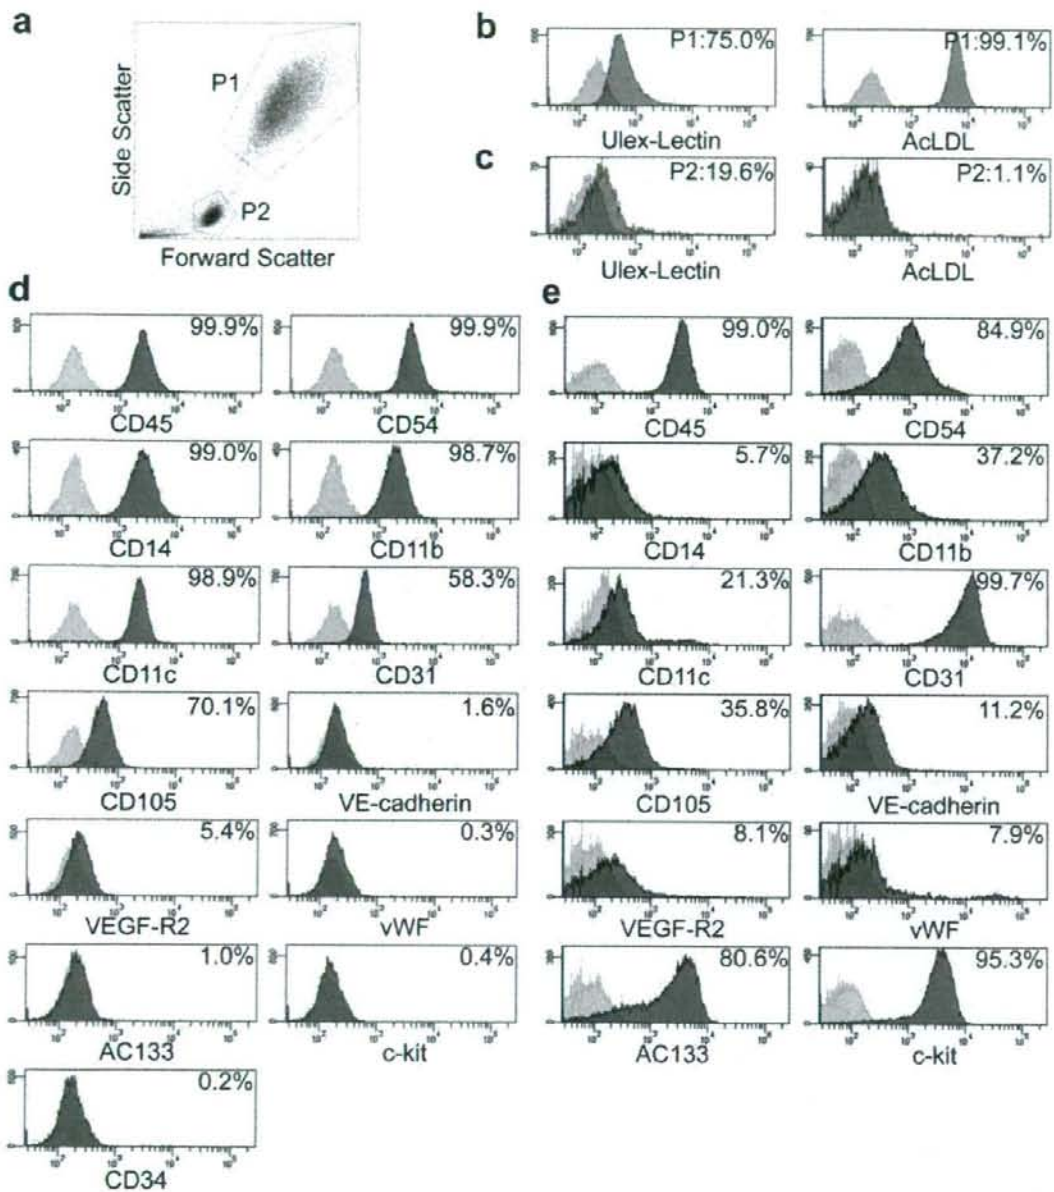 a
P1
P2
Side Scatter
Forward Scatter
b
P1:75.0%
Ulex-Lectin
P1:99.1%
AcLDL
c
P2:19.6%
Ulex-Lectin
P2:1.1%
AcLDL
d
99.9%
CD45
99.9%
CD54
99.0%
CD14
98.7%
CD11b
98.9%
CD11c
58.3%
CD31
70.1%
CD105
1.6%
VE-cadherin
5.4%
VEGF-R2
0.3%
vWF
1.0%
AC133
0.4%
c-kit
0.2%
CD34
e
99.0%
CD45
84.9%
CD54
5.7%
CD14
37.2%
CD11b
21.3%
CD11c
99.7%
CD31
35.8%
CD105
11.2%
VE-cadherin
8.1%
VEGF-R2
7.9%
vWF
80.6%
AC133
95.3%
c-kit